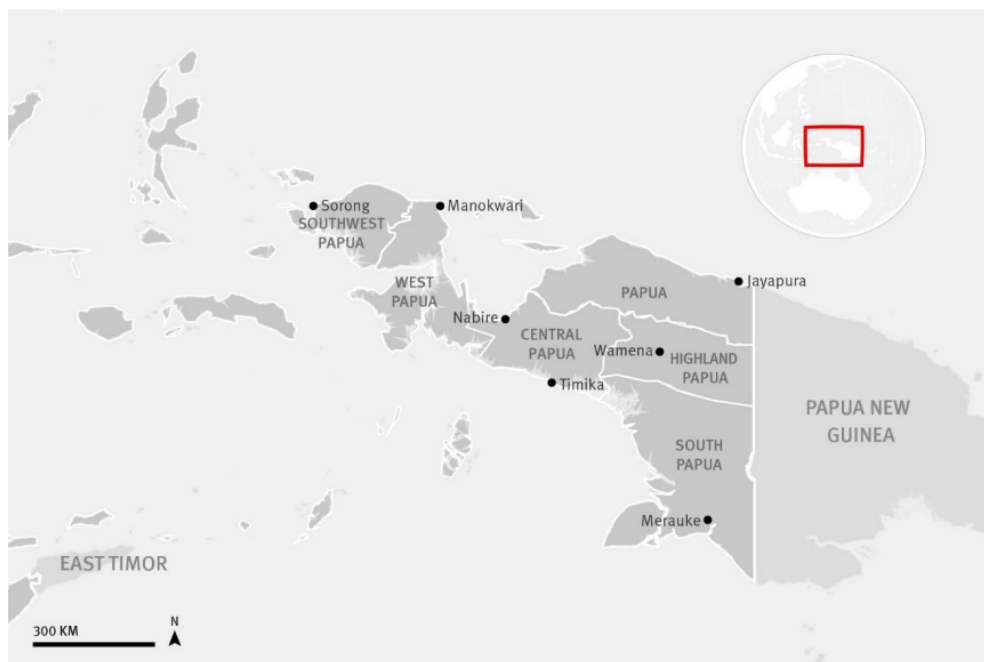 Sorong
SOUTHWEST
PAPUA
Manokwari
WEST
PAPUA
Nabire
PAPUA
Jayapura
CENTRAL
PAPUA
Wamena
HIGHLAND
PAPUA
Timika
PAPUA NEW
GUINEA
SOUTH
PAPUA
Merauke
EAST TIMOR
300 KM
N